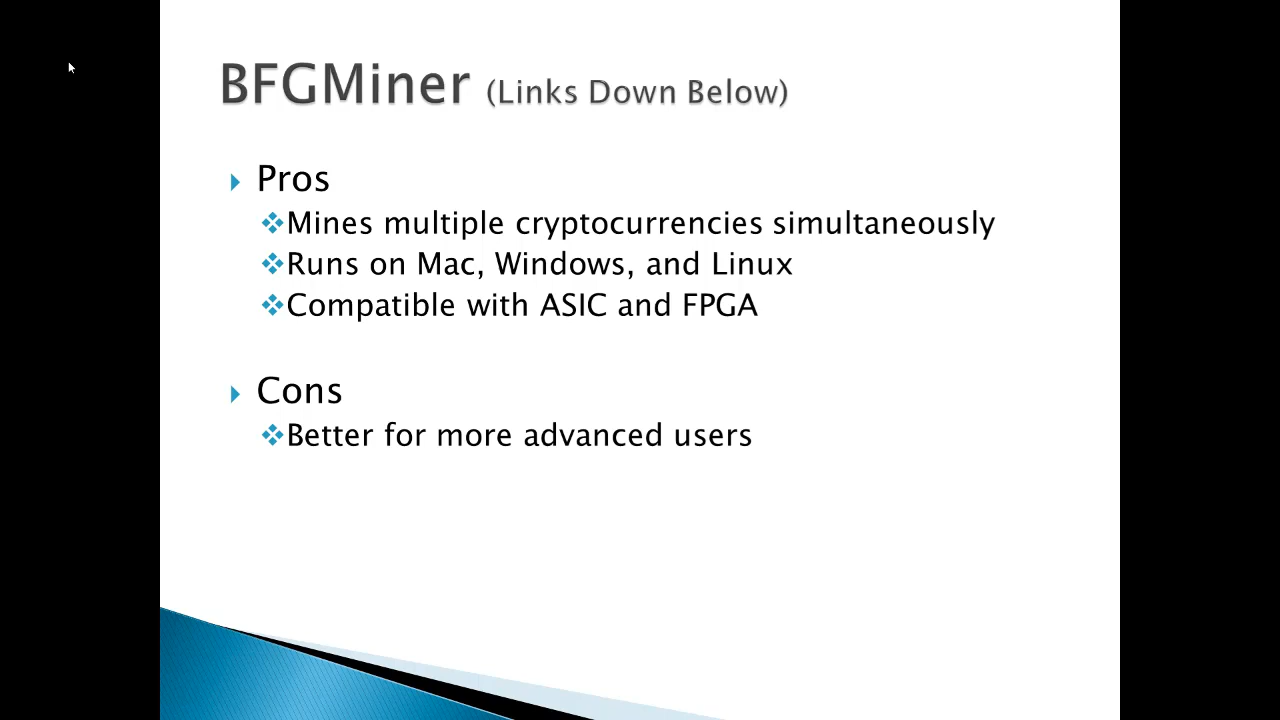 BFGMiner (Links Down Below)
Pros
Mines multiple cryptocurrencies simultaneously
Runs on Mac, Windows, and Linux
Compatible with ASIC and FPGA
Cons
Better for more advanced users